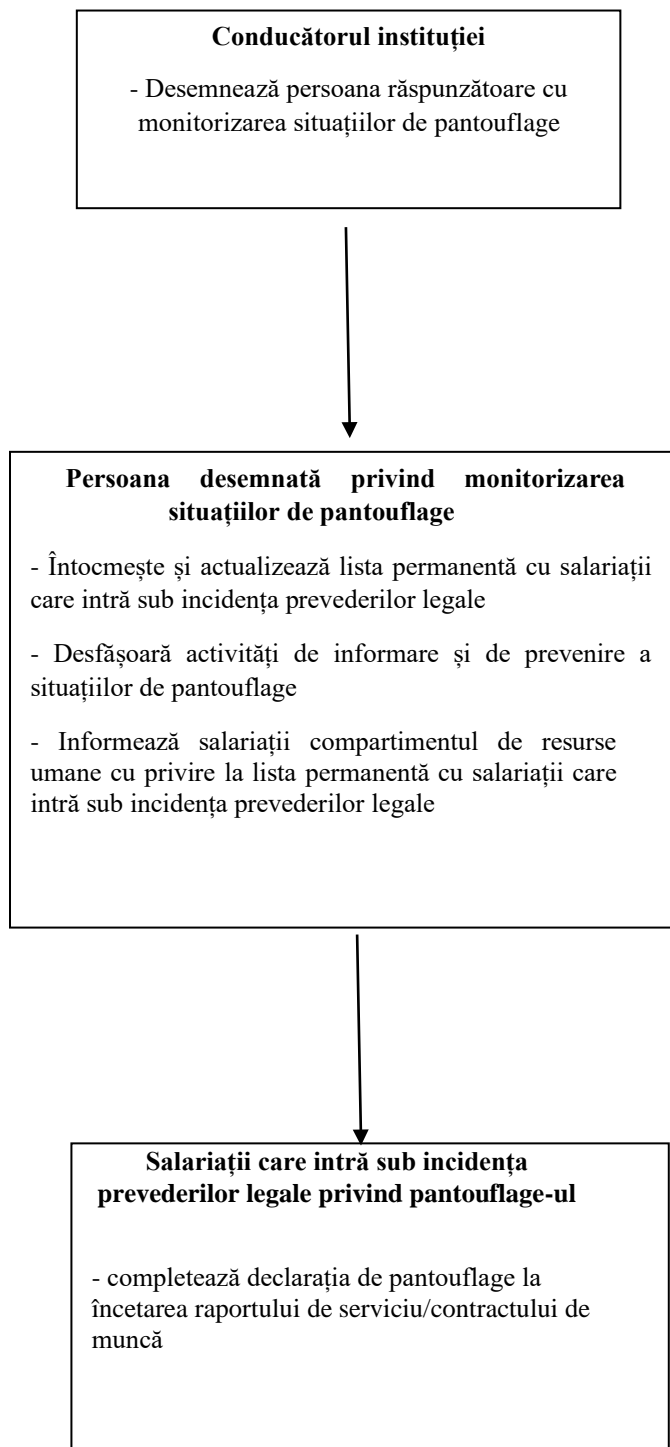 Conducătorul instituției
- Desemnează persoana răspunzătoare cu
monitorizarea situațiilor de pantouflage
Persoana desemnată privind monitorizarea
situațiilor de pantouflage
- Întocmește și actualizează lista permanentă cu salariații
care intră sub incidența prevederilor legale
- Desfășoară activități de informare și de prevenire a
situațiilor de pantouflage
- Informează salariații compartimentul de resurse
umane cu privire la lista permanentă cu salariații care
intră sub incidența prevederilor legale
Salariații care intră sub incidența
prevederilor legale privind pantouflage-ul
- completează declarația de pantouflage la
încetarea raportului de serviciu/contractului de
muncă